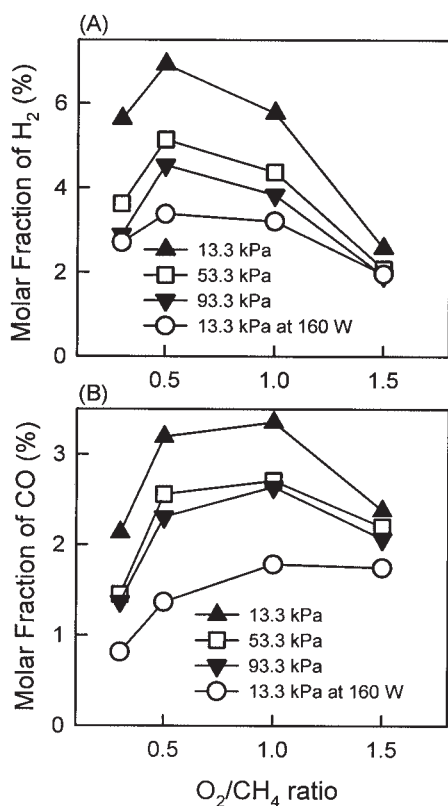 (A)
Molar Fraction of H2 (%)
6
4
2
0
13.3 kPa
53.3 kPa
93.3 kPa
13.3 kPa at 160 W
0.5 1.0 1.5
(B)
Molar Fraction of CO (%)
3
2
1
0
13.3 kPa
53.3 kPa
93.3 kPa
13.3 kPa at 160 W
0.5 1.0 1.5
O2/CH4 ratio